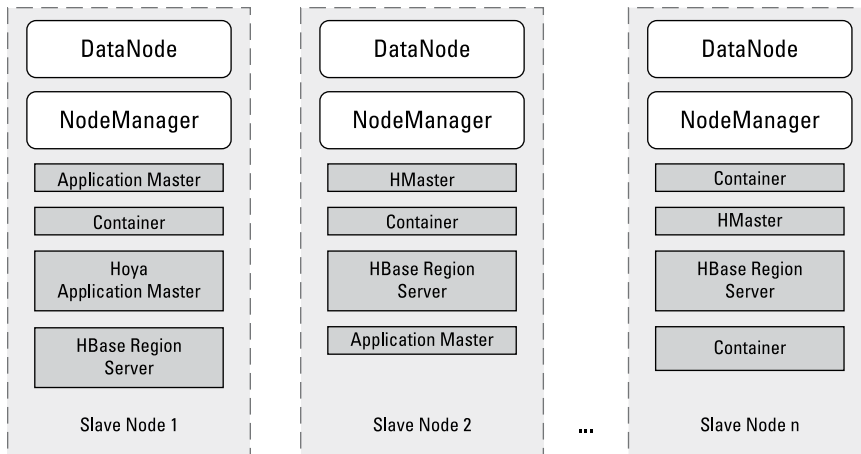 DataNode
NodeManager
Application Master
Container
Hoya
Application Master
HBase Region
Server
Slave Node 1
DataNode
NodeManager
HMaster
Container
HBase Region
Server
Application Master
Slave Node 2
...
DataNode
NodeManager
Container
HMaster
HBase Region
Server
Container
Slave Node n